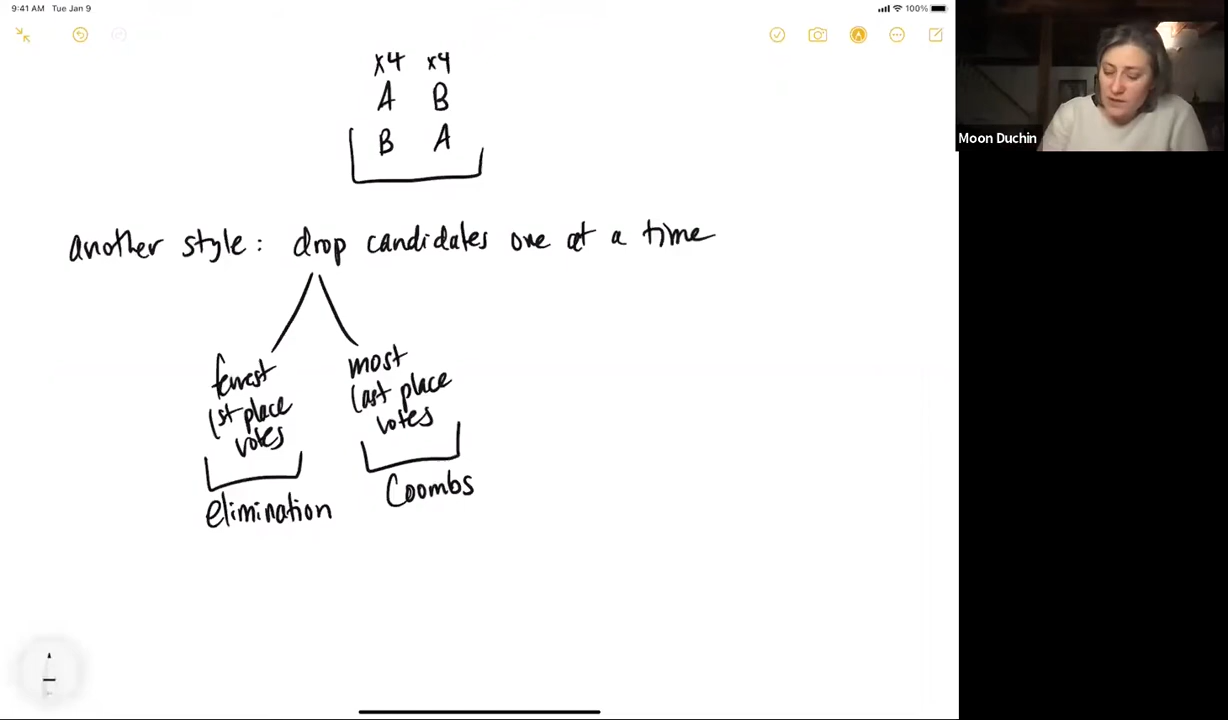 9:41 AM Tue Jan 9
100%
x4 x4
A B
B A
Moon Duchin
another style: drop candidates one at a time
fewest
1st place
votes
elimination
most
last place
votes
Coombs